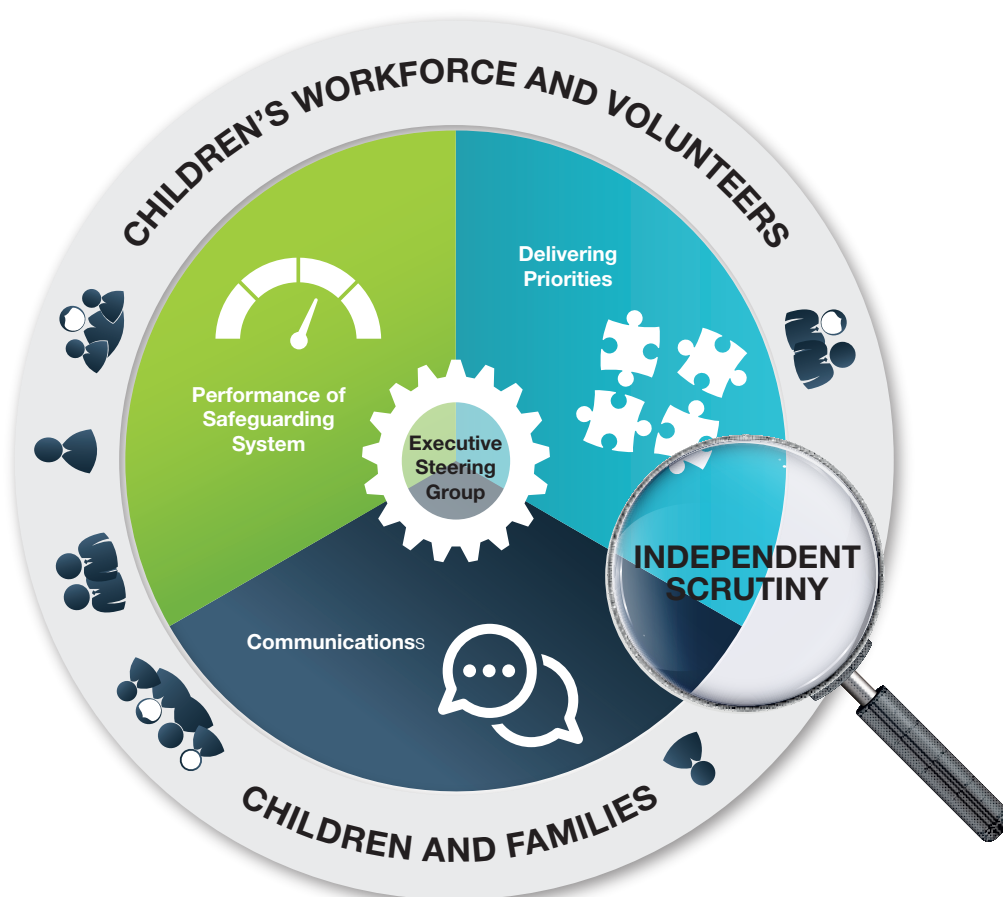 CHILDREN'S WORKFORCE AND VOLUNTEERS
Delivering
Priorities
Performance of
Safeguarding
System
Executive
Steering
Group
INDEPENDENT
SCRUTINY
Communicationss
CHILDREN AND FAMILIES